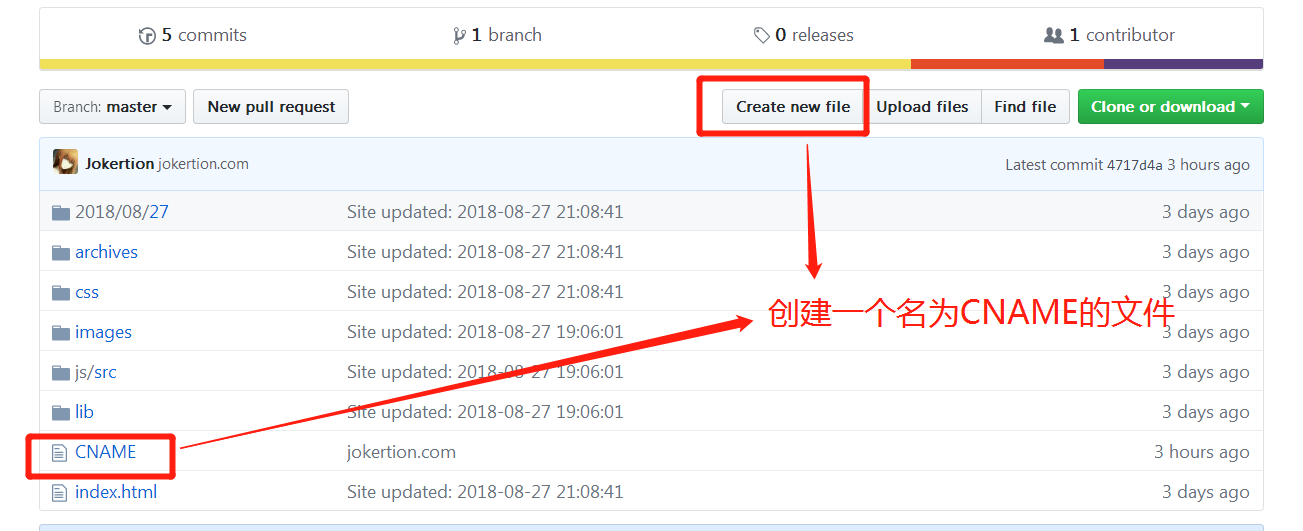 5 commits 1 branch 0 releases 1 contributor
Branch: master New pull request Create new file Upload files Find file Clone or download
Jokertion jokertion.com Latest commit 4717d4a 3 hours ago
2018/08/27 Site updated: 2018-08-27 21:08:41 3 days ago
archives Site updated: 2018-08-27 21:08:41 3 days ago
css Site updated: 2018-08-27 21:08:41 3 days ago
创建一个名为CNAME的文件
images Site updated: 2018-08-27 19:06:01 3 days ago
js/src Site updated: 2018-08-27 19:06:01 3 days ago
lib Site updated: 2018-08-27 19:06:01 3 days ago
CNAME jokertion.com 3 hours ago
index.html Site updated: 2018-08-27 21:08:41 3 days ago